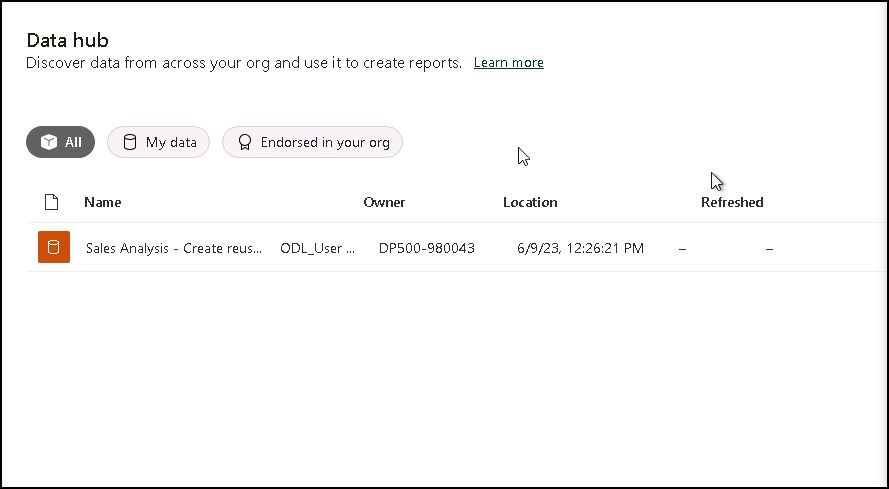 Data hub
Discover data from across your org and use it to create reports. Learn more
All My data Endorsed in your org
Name Owner Location Refreshed
Sales Analysis - Create reus... ODL_User ... DP500-980043 6/9/23, 12:26:21 PM – –